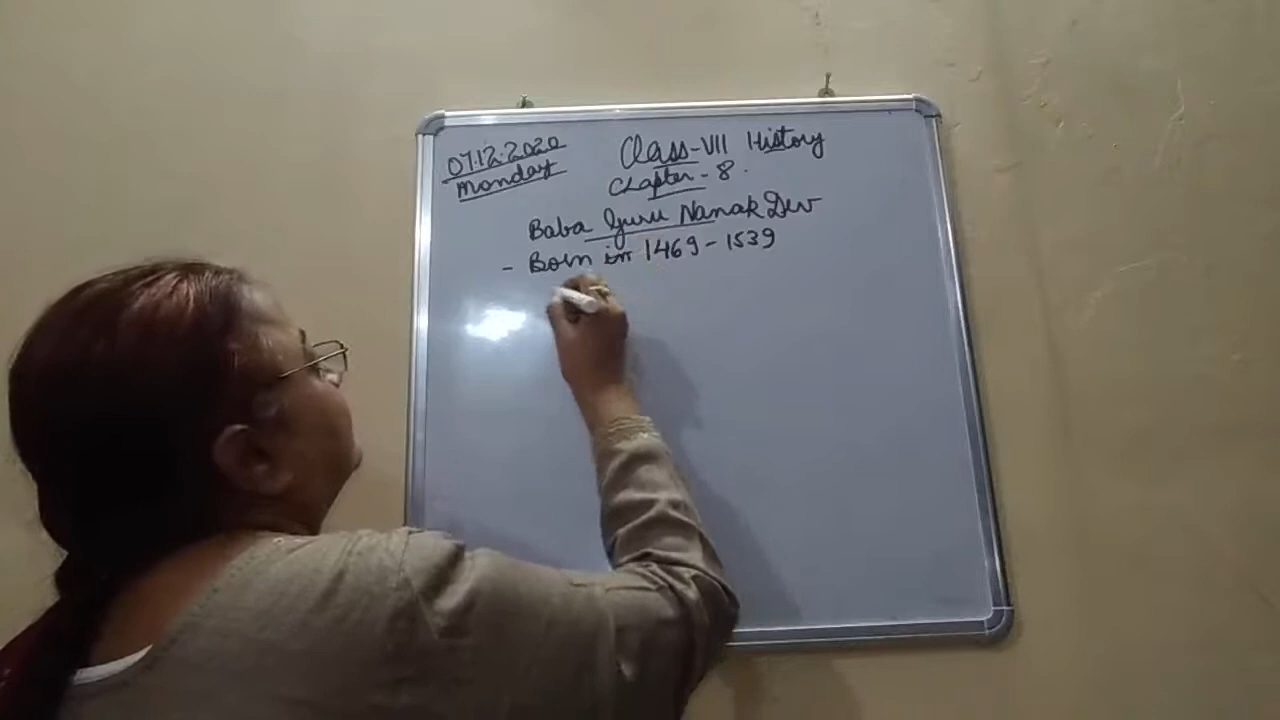 07.12.2020
Monday
Class-VII History
Chapter-8.
Baba Guru Nanak Dev
- Born in 1469-1539